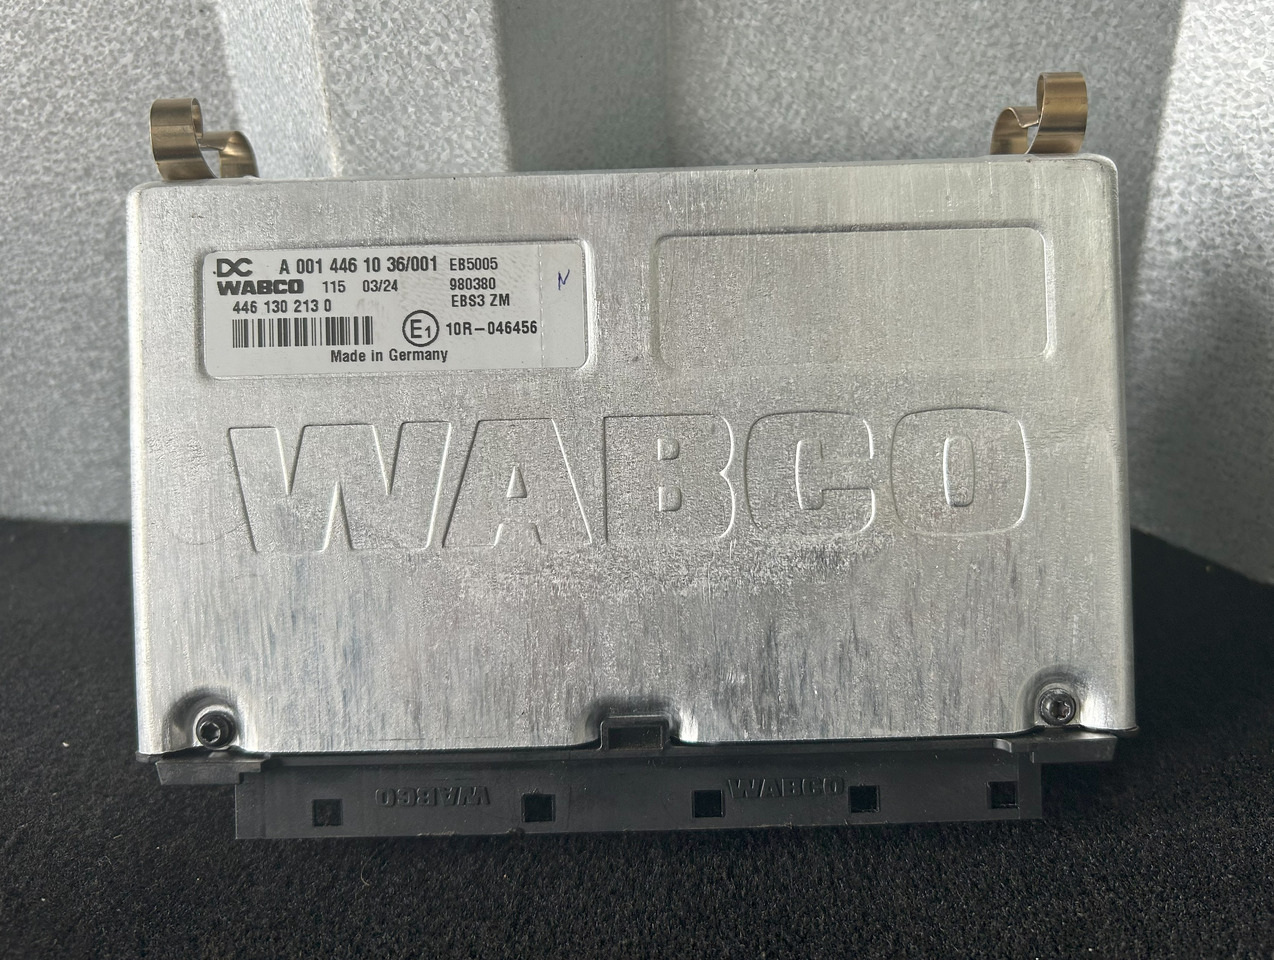 DC A 001 446 10 36/001 EB5005
WABCO 115 03/24 980380
446 130 213 0 EBS3 ZM
N
E1 10R-046456
Made in Germany
WABCO
WABCO WABCO